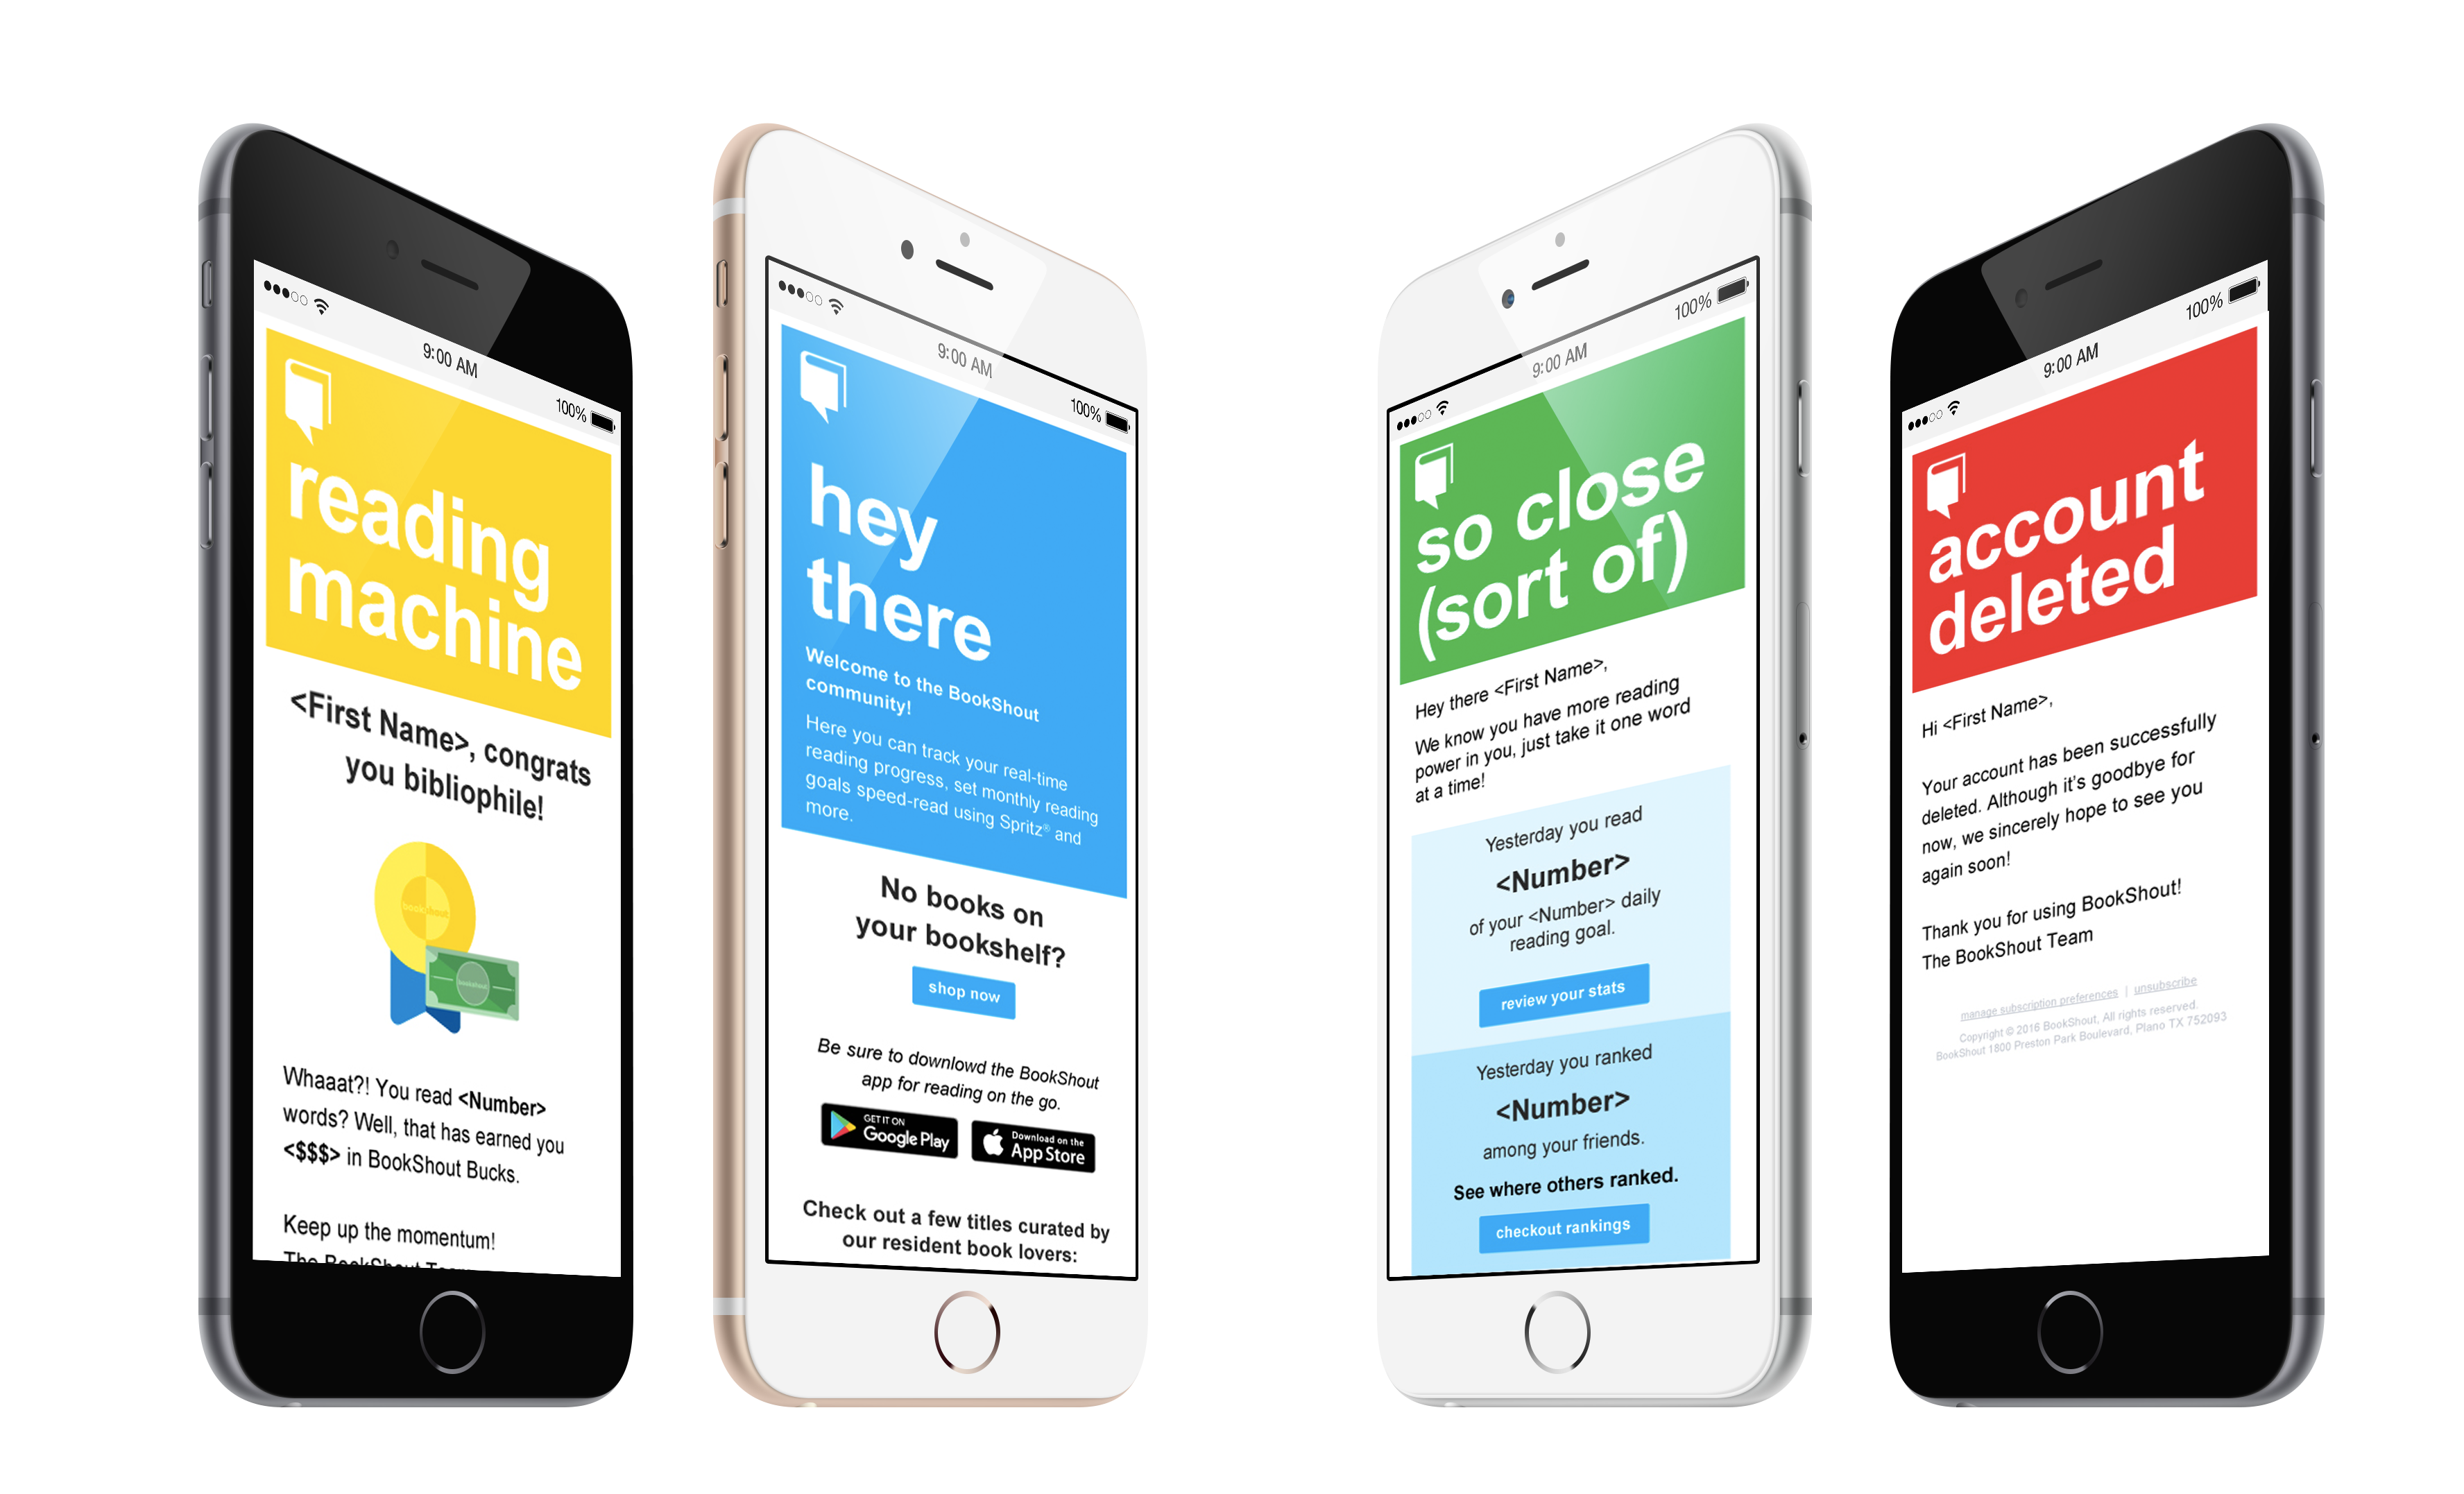 9:00 AM
100%
reading
machine
<First Name>, congrats
you bibliophile!
bookshout
bookshout
Whaaat?! You read <Number>
words? Well, that has earned you
<$$$> in BookShout Bucks.
Keep up the momentum!
The BookShout Team
9:00 AM
100%
hey
there
Welcome to the BookShout
community!
Here you can track your real-time
reading progress, set monthly reading
goals speed-read using Spritz® and
more.
No books on
your bookshelf?
shop now
Be sure to downlowd the BookShout
app for reading on the go.
GET IT ON
Google Play
Download on the
App Store
Check out a few titles curated by
our resident book lovers:
9:00 AM
100%
so close
(sort of)
Hey there <First Name>,
We know you have more reading
power in you, just take it one word
at a time!
Yesterday you read
<Number>
of your <Number> daily
reading goal.
review your stats
Yesterday you ranked
<Number>
among your friends.
See where others ranked.
checkout rankings
9:00 AM
100%
account
deleted
Hi <First Name>,
Your account has been successfully
deleted. Although it's goodbye for
now, we sincerely hope to see you
again soon!
Thank you for using BookShout!
The BookShout Team
manage subscription preferences | unsubscribe
Copyright © 2016 BookShout, All rights reserved.
BookShout 1800 Preston Park Boulevard, Plano TX 752093